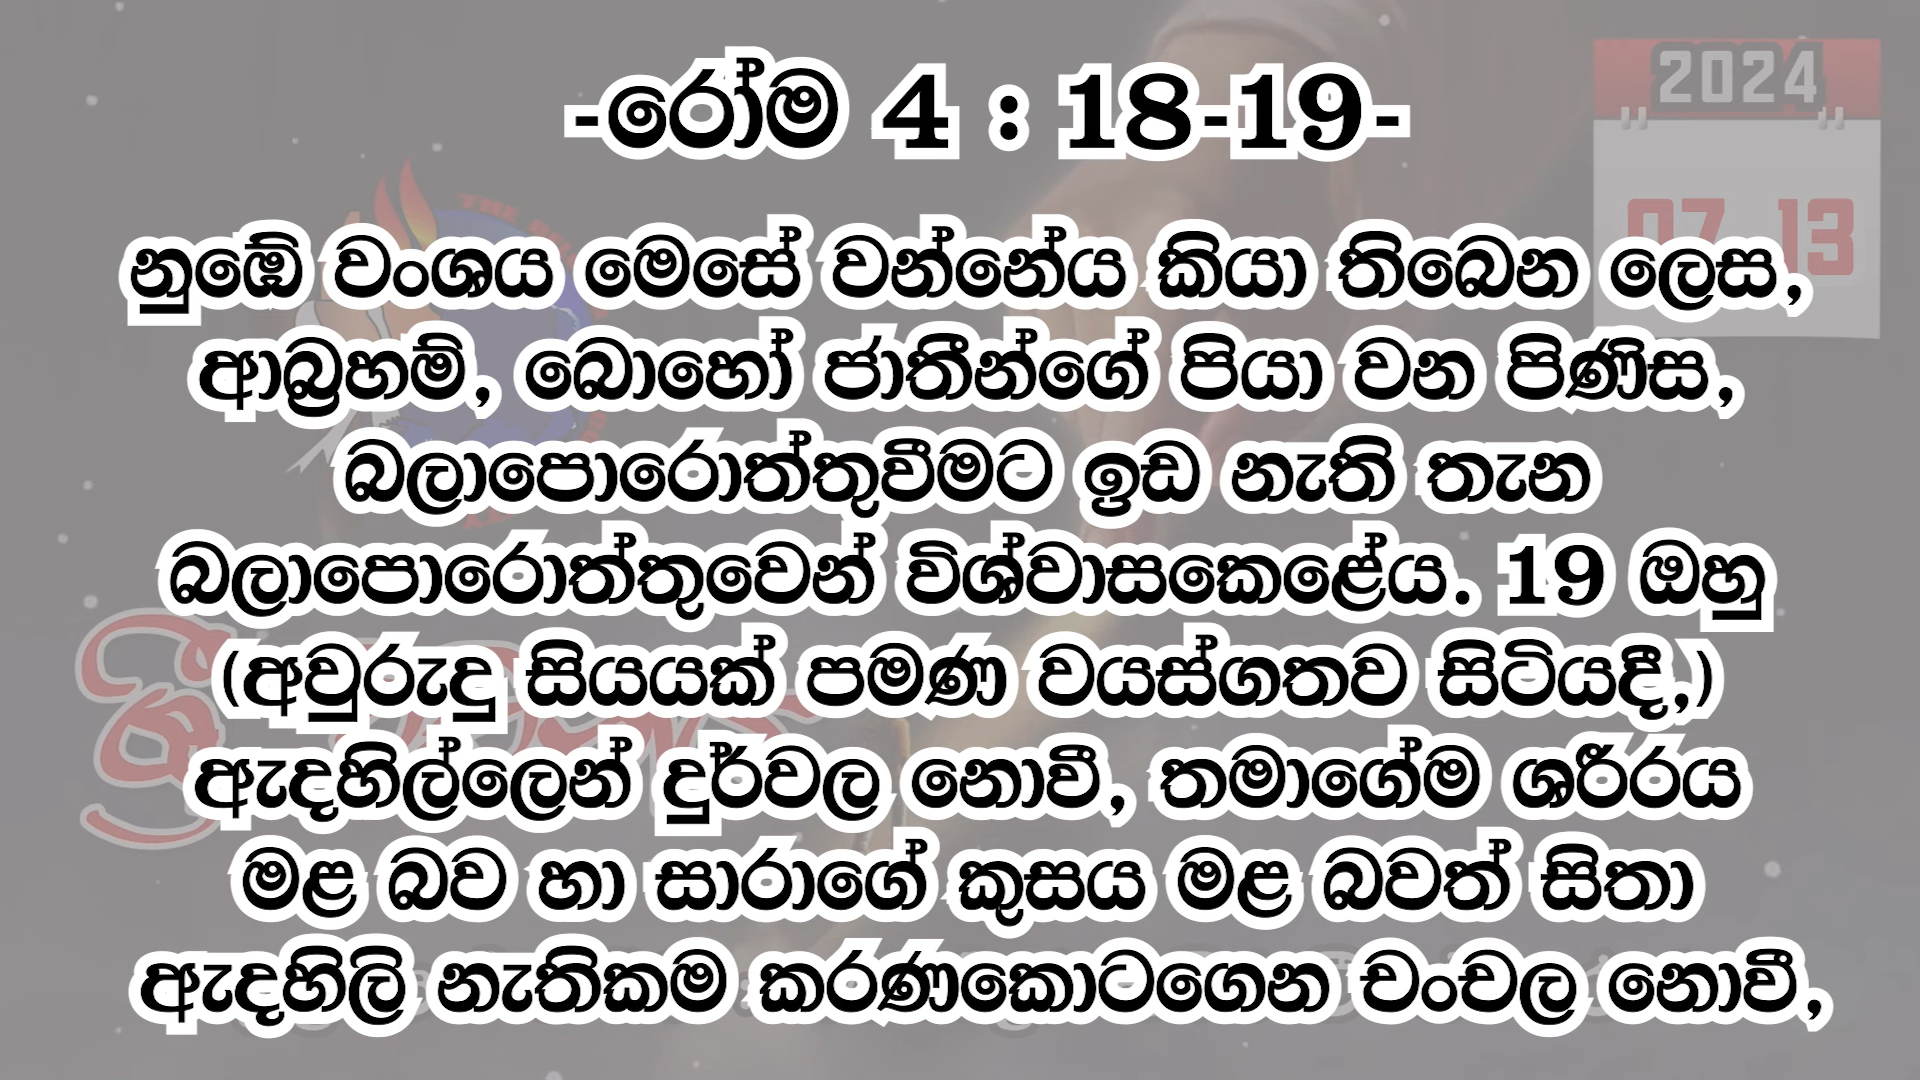 -රෝම 4 : 18-19-
2024
07 13
නුඹේ වංශය මෙසේ වන්නේය කියා තිබෙන ලෙස,
ආබ්‍රහම්, බොහෝ ජාතීන්ගේ පියා වන පිණිස,
බලාපොරොත්තුවීමට ඉඩ නැති තැන
බලාපොරොත්තුවෙන් විශ්වාසකෙළේය. 19 ඔහු
(අවුරුදු සියයක් පමණ වයස්ගතව සිටියදී,)
ඇදහිල්ලෙන් දුර්වල නොවී, තමාගේම ශරීරය
මළ බව හා සාරාගේ කුසය මළ බවත් සිතා
ඇදහිලි නැතිකම කරණකොටගෙන චංචල නොවී,